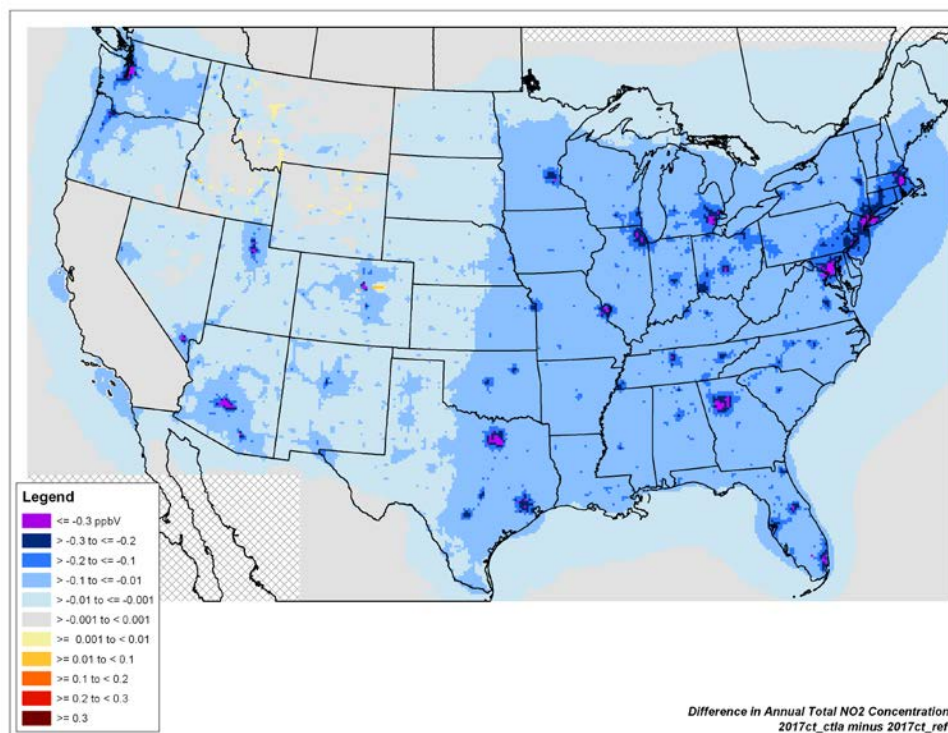 Legend
<= -0.3 ppbV
> -0.3 to <= -0.2
> -0.2 to <= -0.1
> -0.1 to <= -0.01
> -0.01 to <= -0.001
> -0.001 to < 0.001
>= 0.001 to < 0.01
>= 0.01 to < 0.1
>= 0.1 to < 0.2
>= 0.2 to < 0.3
>= 0.3
Difference in Annual Total NO2 Concentration
2017ct_ctla minus 2017ct_ref